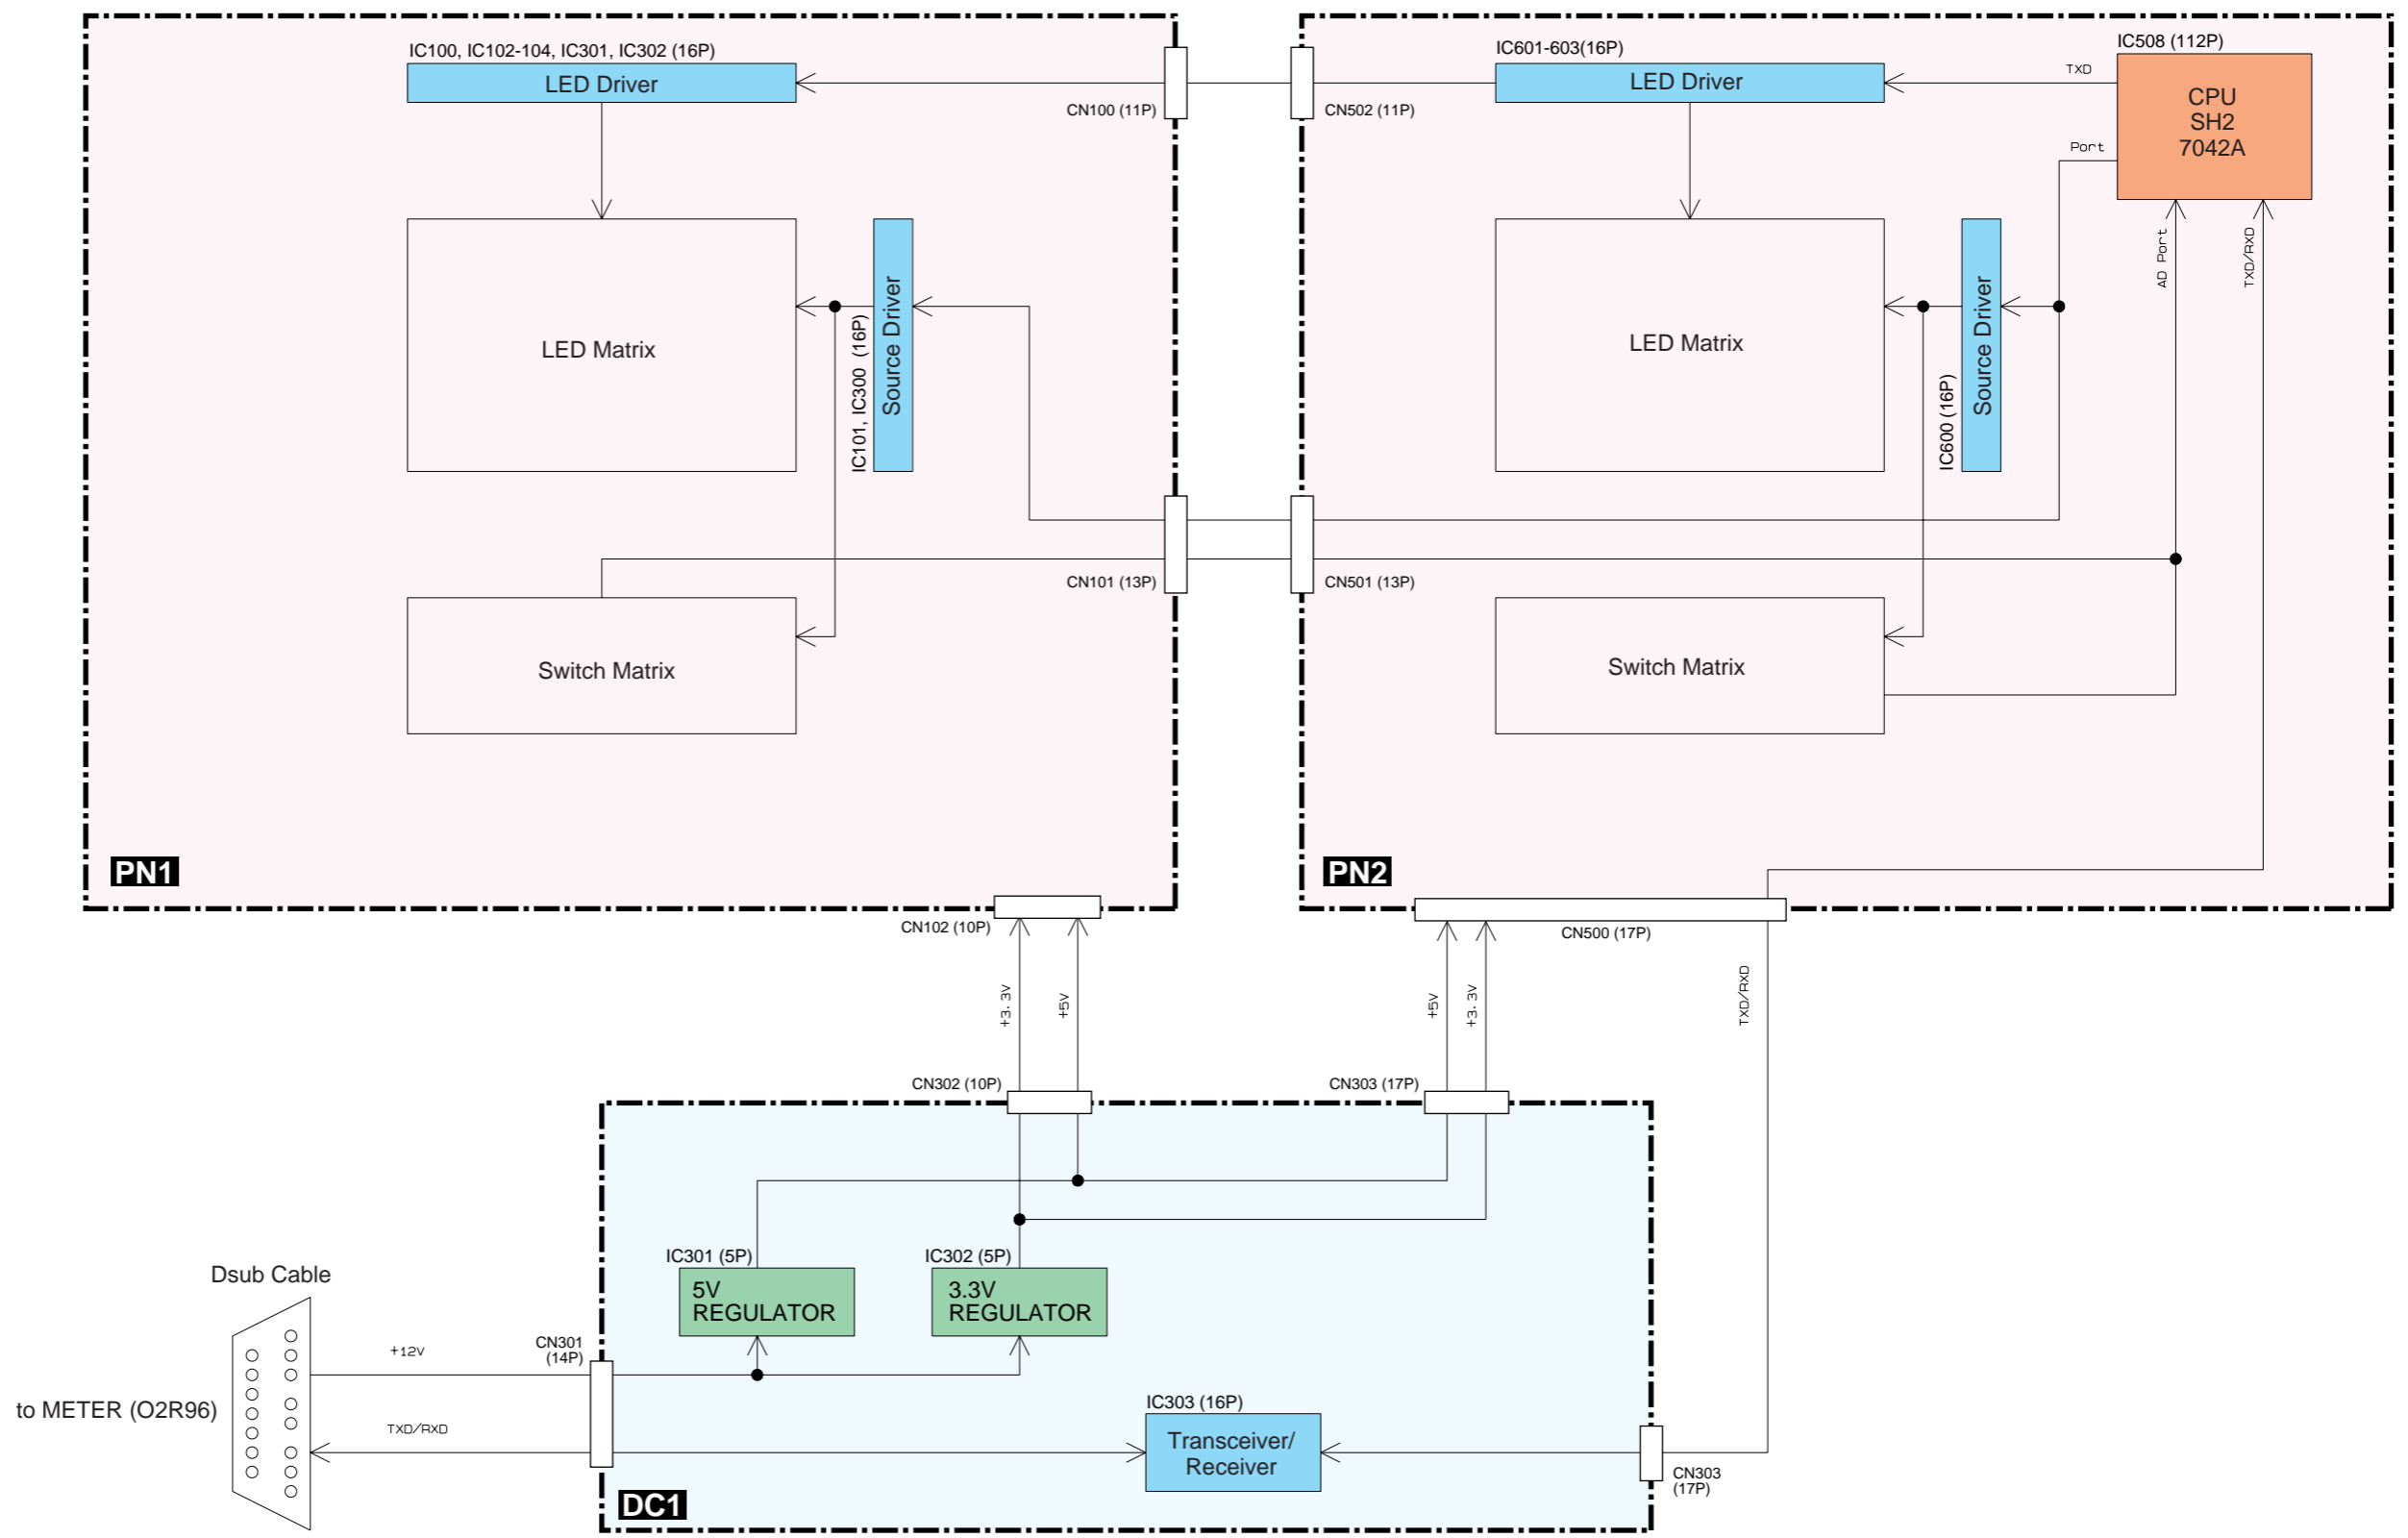 IC100, IC102-104, IC301, IC302 (16P)
LED Driver
CN100 (11P)
LED Matrix
IC101, IC300 (16P)
Source Driver
CN101 (13P)
Switch Matrix
PN1
CN102 (10P)
IC601-603(16P)
LED Driver
CN502 (11P)
TXD
IC508 (112P)
CPU
SH2
7042A
Port
AD Port
TXD/RXD
LED Matrix
IC600 (16P)
Source Driver
CN501 (13P)
Switch Matrix
PN2
CN500 (17P)
+3.3V
+5V
+5V
+3.3V
TXD/RXD
CN302 (10P)
CN303 (17P)
IC301 (5P)
5V
REGULATOR
IC302 (5P)
3.3V
REGULATOR
Dsub Cable
+12V
CN301
(14P)
to METER (O2R96)
TXD/RXD
IC303 (16P)
Transceiver/
Receiver
CN303
(17P)
DC1